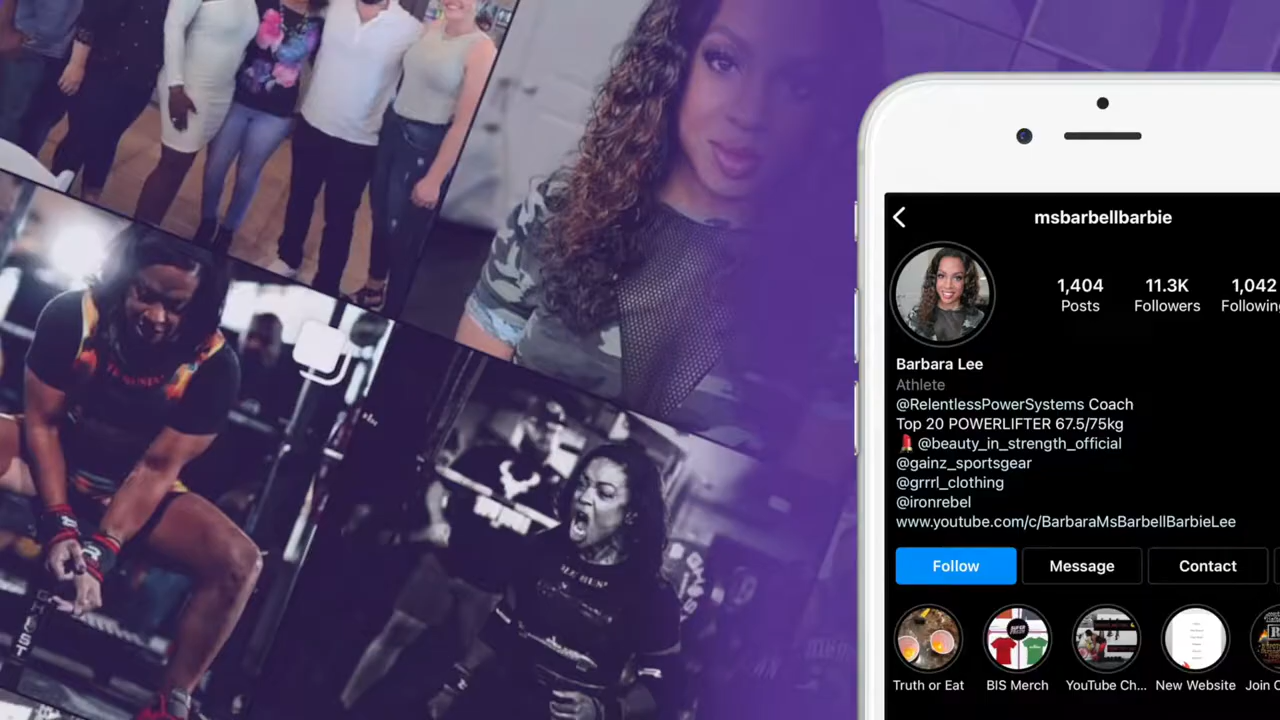 msbarbellbarbie
1,404
11.3K
1,042
Posts
Followers
Following
Barbara Lee
Athlete
@RelentlessPowerSystems Coach
Top 20 POWERLIFTER 67.5/75kg
@beauty_in_strength_official
@gainz_sportsgear
@grrrl_clothing
@ironrebel
www.youtube.com/c/BarbaraMsBarbellBarbieLee
Follow
Message
Contact
Truth or Eat
BIS Merch
YouTube Ch...
New Website
Join